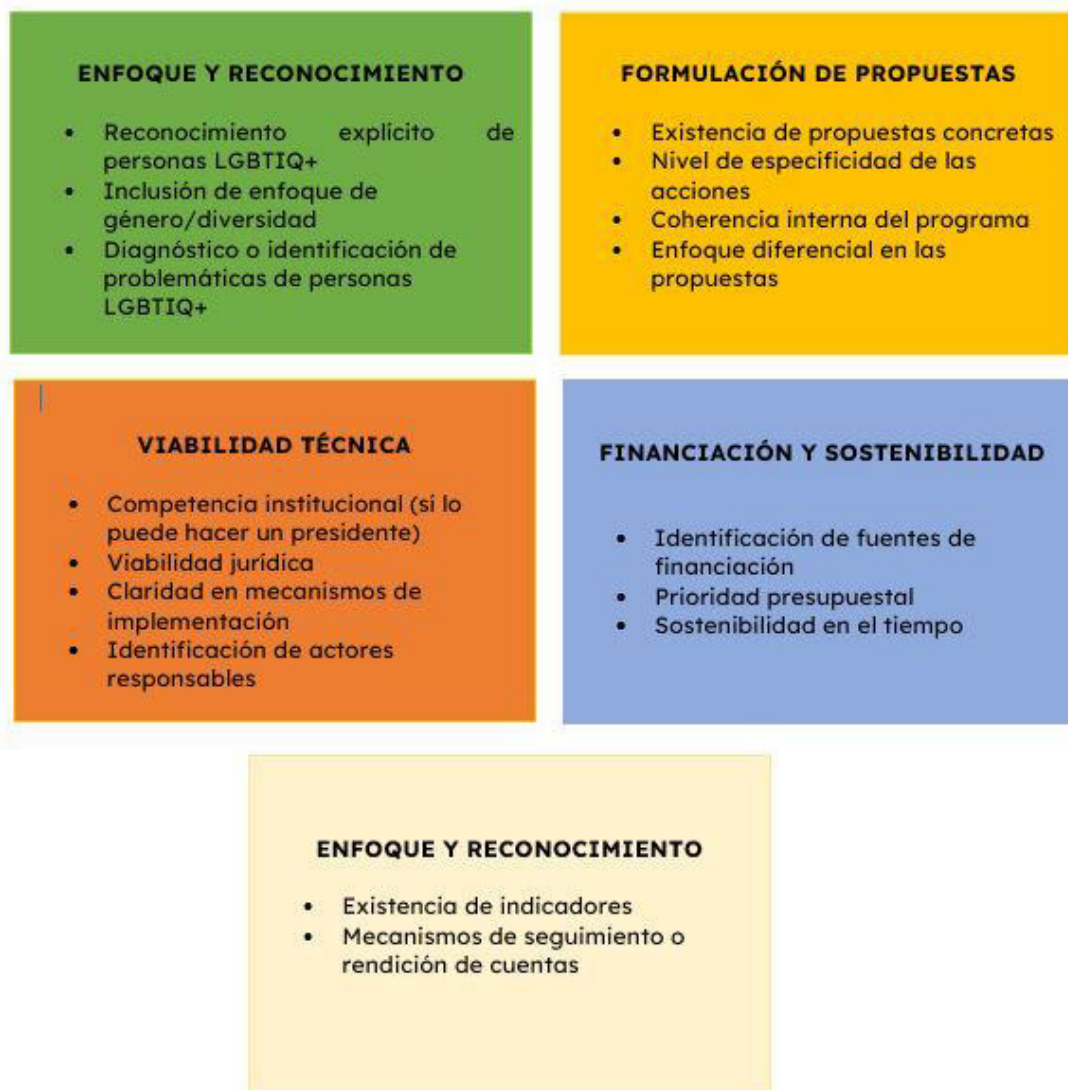 ENFOQUE Y RECONOCIMIENTO
• Reconocimiento explícito de
personas LGBTIQ+
• Inclusión de enfoque de
género/diversidad
• Diagnóstico o identificación de
problemáticas de personas
LGBTIQ+
FORMULACIÓN DE PROPUESTAS
• Existencia de propuestas concretas
• Nivel de especificidad de las
acciones
• Coherencia interna del programa
• Enfoque diferencial en las
propuestas
VIABILIDAD TÉCNICA
• Competencia institucional (si lo
puede hacer un presidente)
• Viabilidad jurídica
• Claridad en mecanismos de
implementación
• Identificación de actores
responsables
FINANCIACIÓN Y SOSTENIBILIDAD
• Identificación de fuentes de
financiación
• Prioridad presupuestal
• Sostenibilidad en el tiempo
ENFOQUE Y RECONOCIMIENTO
• Existencia de indicadores
• Mecanismos de seguimiento o
rendición de cuentas